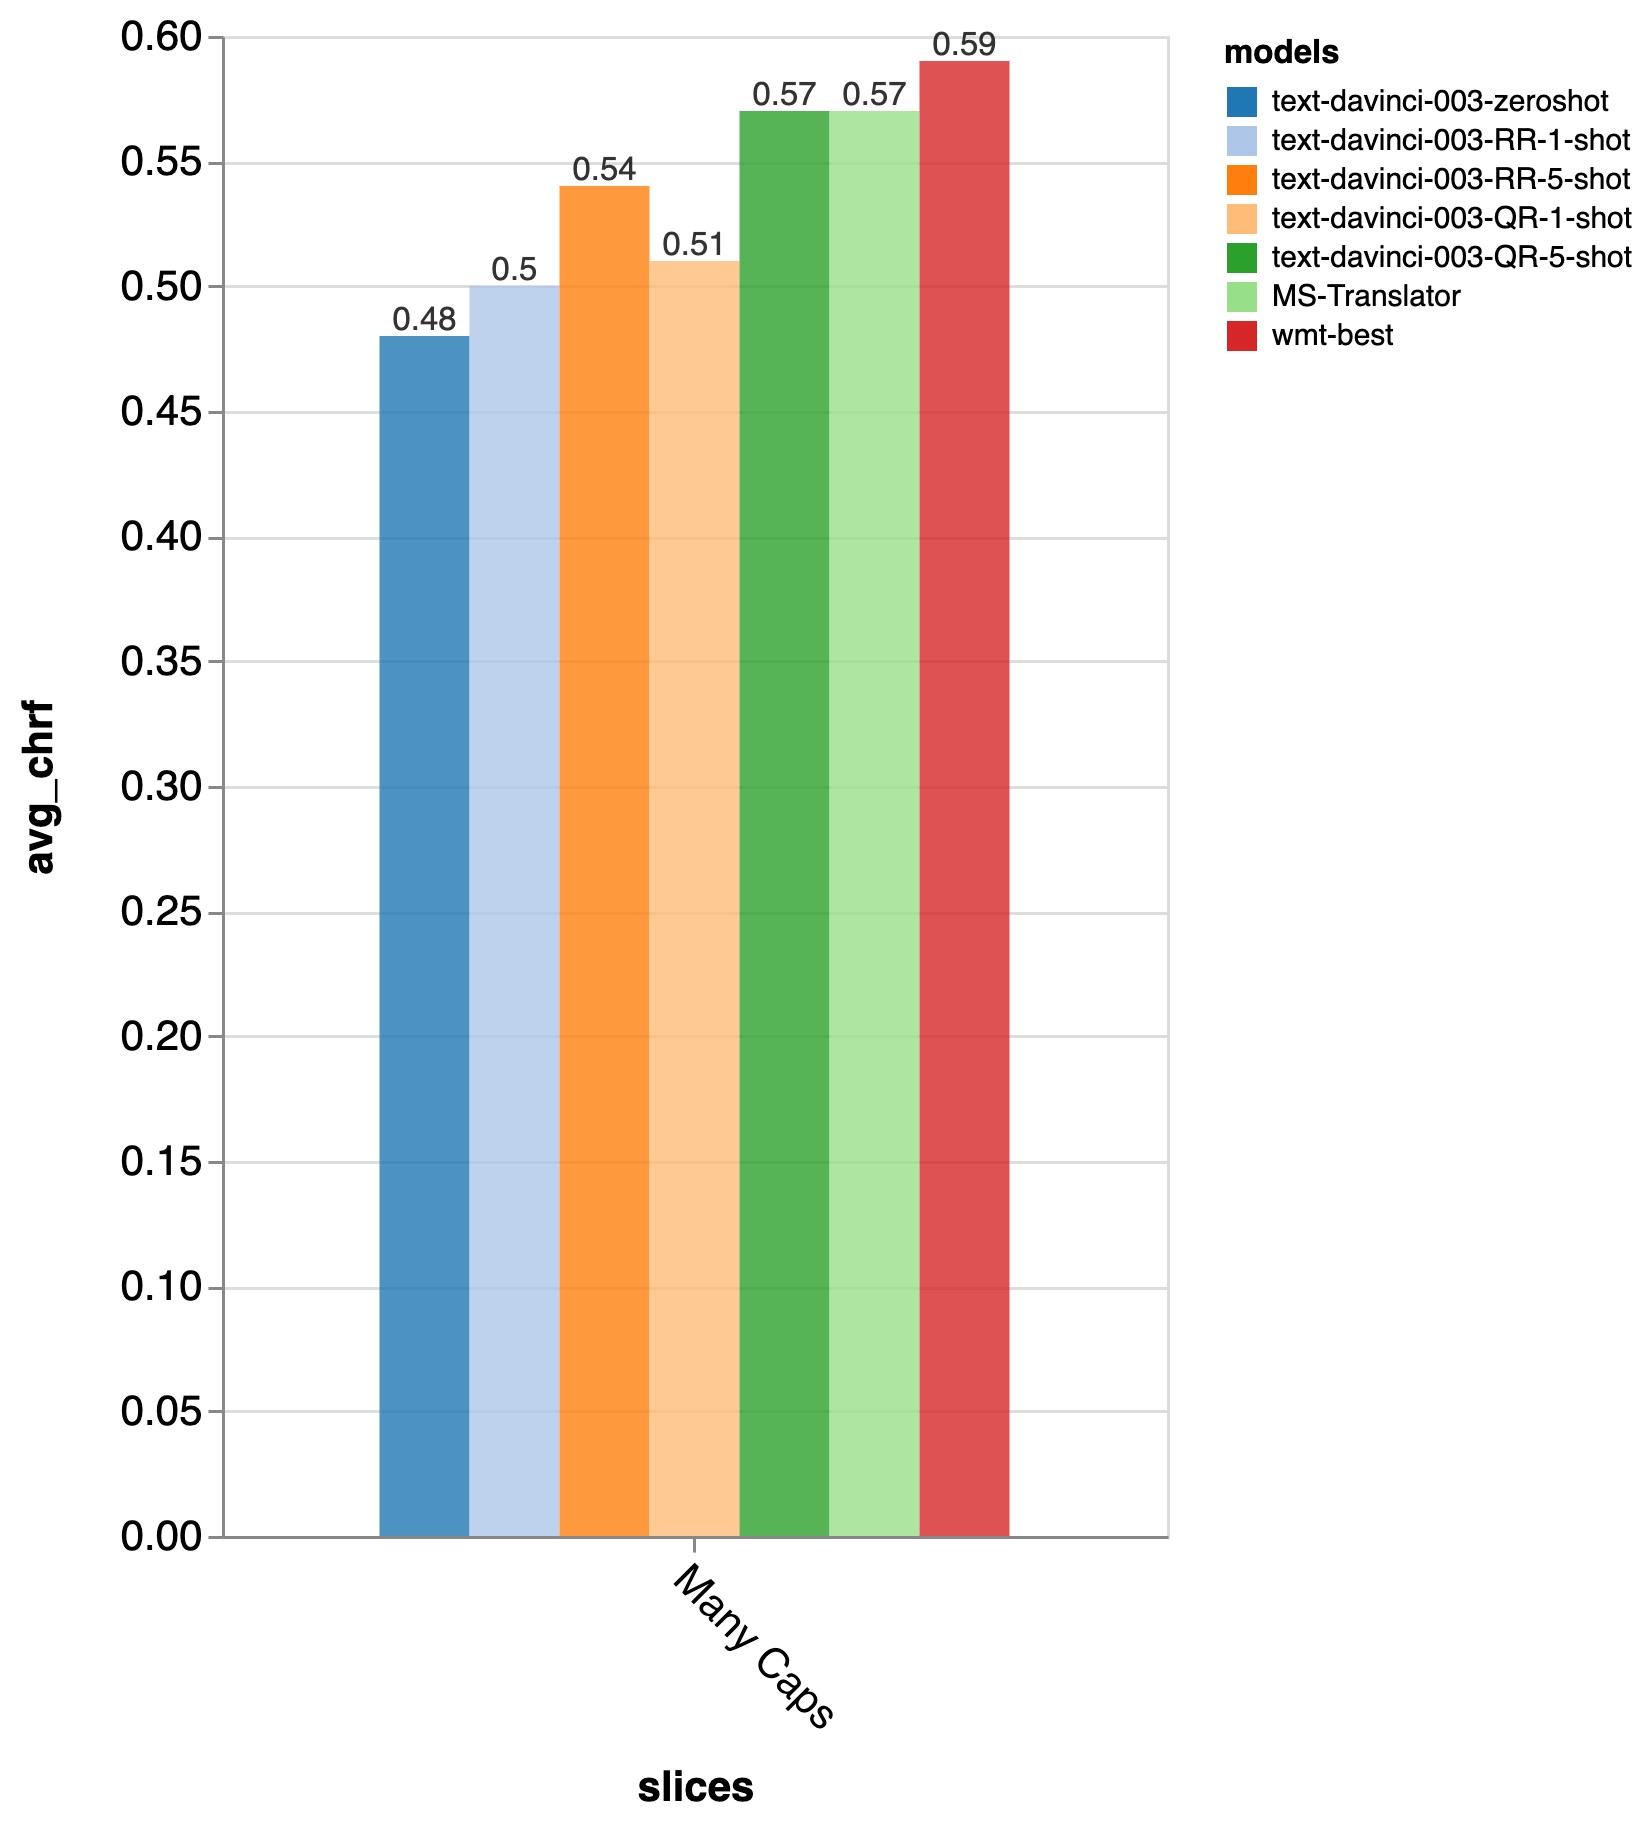 0.60
0.55
0.50
0.45
0.40
0.35
0.30
0.25
0.20
0.15
0.10
0.05
0.00
avg_chrf
0.48
0.5
0.54
0.51
0.57
0.57
0.59
Many Caps
slices
models
text-davinci-003-zeroshot
text-davinci-003-RR-1-shot
text-davinci-003-RR-5-shot
text-davinci-003-QR-1-shot
text-davinci-003-QR-5-shot
MS-Translator
wmt-best